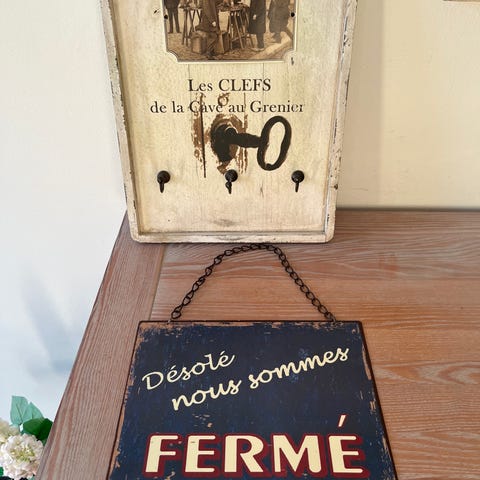 Les CLEFS
de la Cave au Grenier
Désolé
nous sommes
FERMÉ